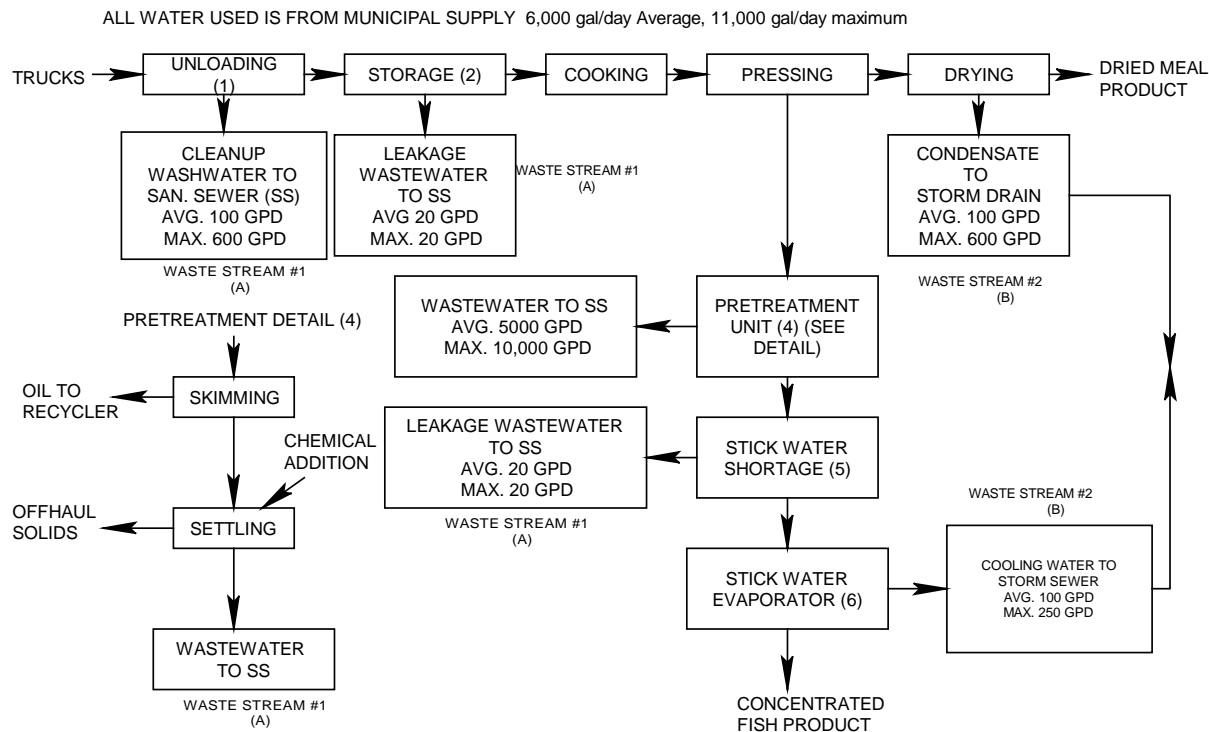 ALL WATER USED IS FROM MUNICIPAL SUPPLY 6,000 gal/day Average, 11,000 gal/day maximum
TRUCKS
UNLOADING
(1)
STORAGE (2)
COOKING
PRESSING
DRYING
DRIED MEAL
PRODUCT
CLEANUP
WASHWATER TO
SAN. SEWER (SS)
AVG. 100 GPD
MAX. 600 GPD
WASTE STREAM #1
(A)
LEAKAGE
WASTEWATER
TO SS
AVG 20 GPD
MAX. 20 GPD
WASTE STREAM #1
(A)
CONDENSATE
TO
STORM DRAIN
AVG. 100 GPD
MAX. 600 GPD
WASTE STREAM #2
(B)
WASTEWATER TO SS
AVG. 5000 GPD
MAX. 10,000 GPD
PRETREATMENT
UNIT (4) (SEE
DETAIL)
PRETREATMENT DETAIL (4)
SKIMMING
OIL TO
RECYCLER
CHEMICAL
ADDITION
OFFHAUL
SOLIDS
SETTLING
WASTEWATER
TO SS
WASTE STREAM #1
(A)
LEAKAGE WASTEWATER
TO SS
AVG. 20 GPD
MAX. 20 GPD
WASTE STREAM #1
(A)
STICK WATER
SHORTAGE (5)
STICK WATER
EVAPORATOR (6)
WASTE STREAM #2
(B)
COOLING WATER TO
STORM SEWER
AVG. 100 GPD
MAX. 250 GPD
CONCENTRATED
FISH PRODUCT